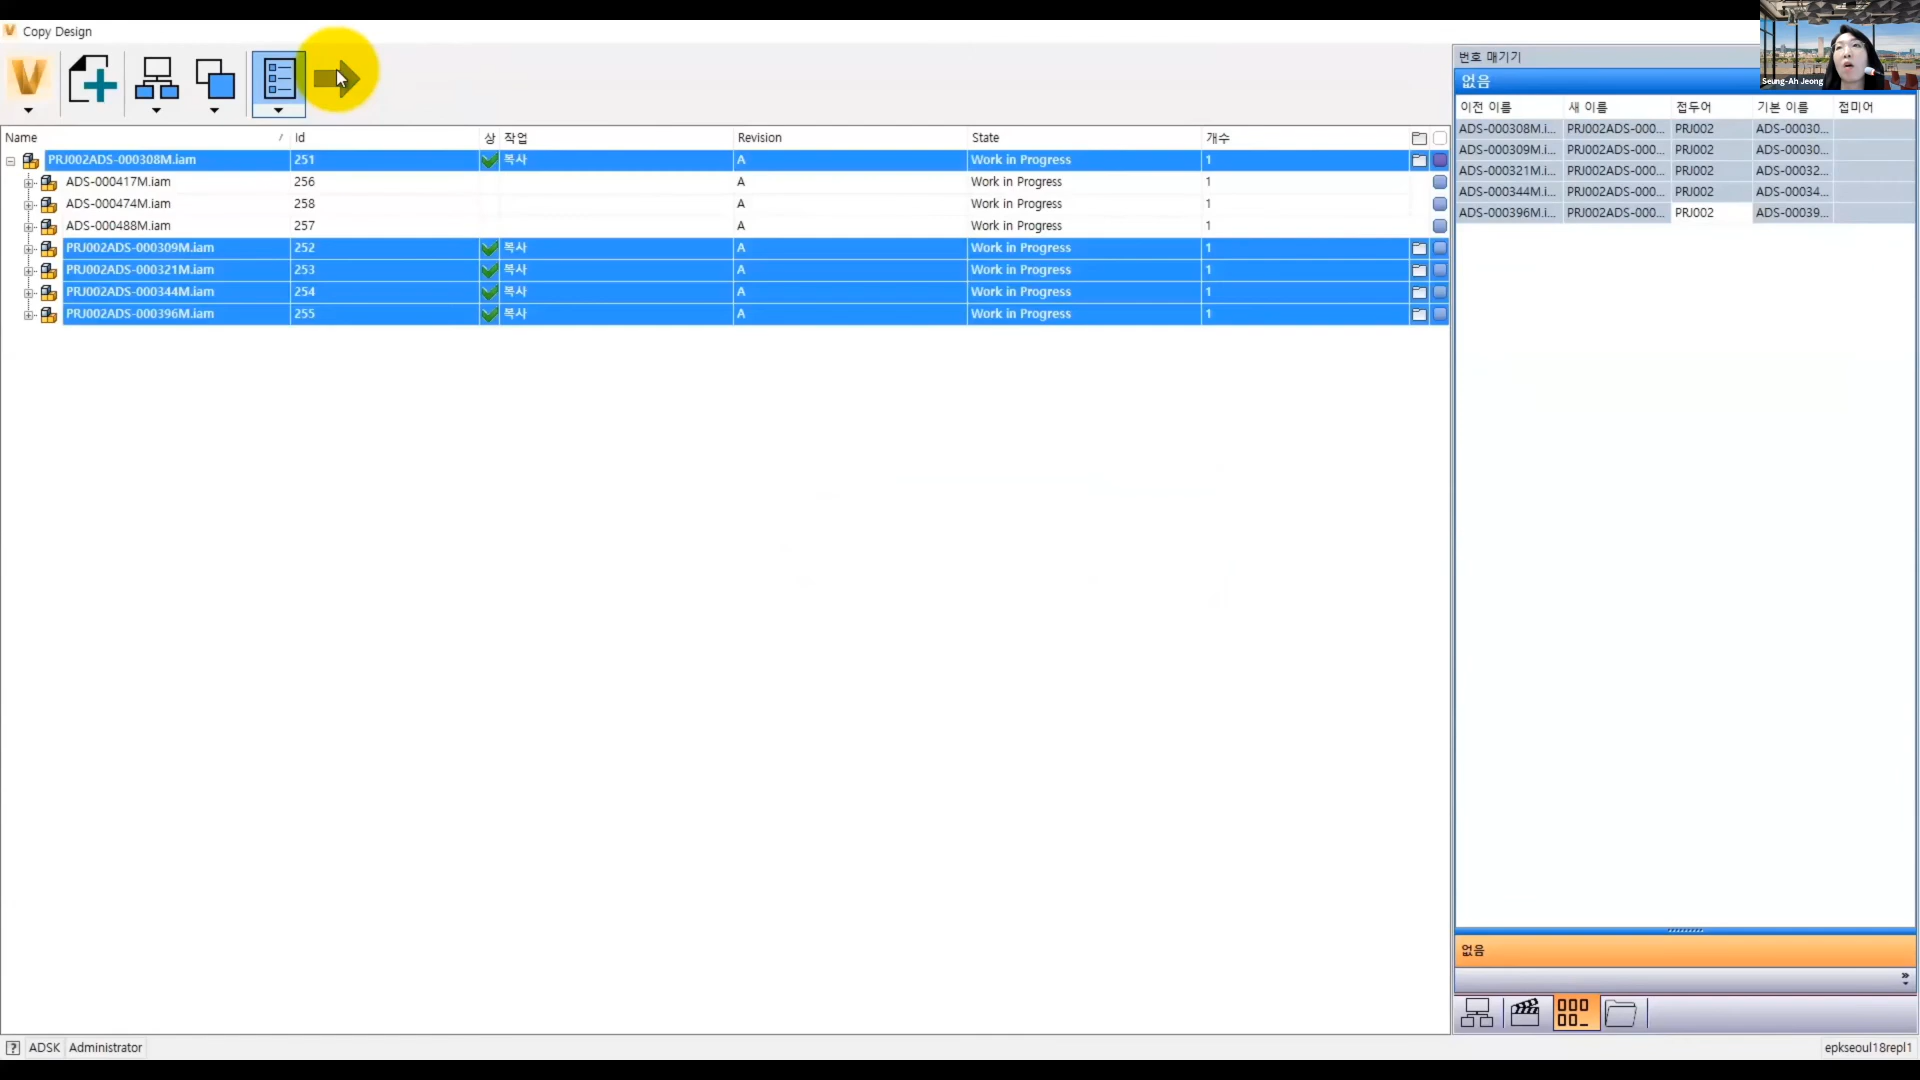 Copy Design
Name Id 상 작업 Revision State 개수
PRJ002ADS-000308M.iam 251 복사 A Work in Progress 1
ADS-000417M.iam 256 A Work in Progress 1
ADS-000474M.iam 258 A Work in Progress 1
ADS-000488M.iam 257 A Work in Progress 1
PRJ002ADS-000309M.iam 252 복사 A Work in Progress 1
PRJ002ADS-000321M.iam 253 복사 A Work in Progress 1
PRJ002ADS-000344M.iam 254 복사 A Work in Progress 1
PRJ002ADS-000396M.iam 255 복사 A Work in Progress 1
번호 매기기
없음
Seung-Ah Jeong
이전 이름 새 이름 접두어 기본 이름 접미어
ADS-000308M.i... PRJ002ADS-000... PRJ002 ADS-00030...
ADS-000309M.i... PRJ002ADS-000... PRJ002 ADS-00030...
ADS-000321M.i... PRJ002ADS-000... PRJ002 ADS-00032...
ADS-000344M.i... PRJ002ADS-000... PRJ002 ADS-00034...
ADS-000396M.i... PRJ002ADS-000... PRJ002 ADS-00039...
없음
ADSK Administrator
epkseoul18repl1